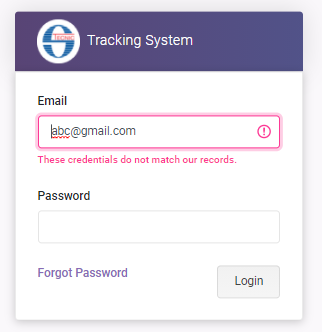 Tracking System
Email
abc@gmail.com
These credentials do not match our records.
Password
Forgot Password
Login